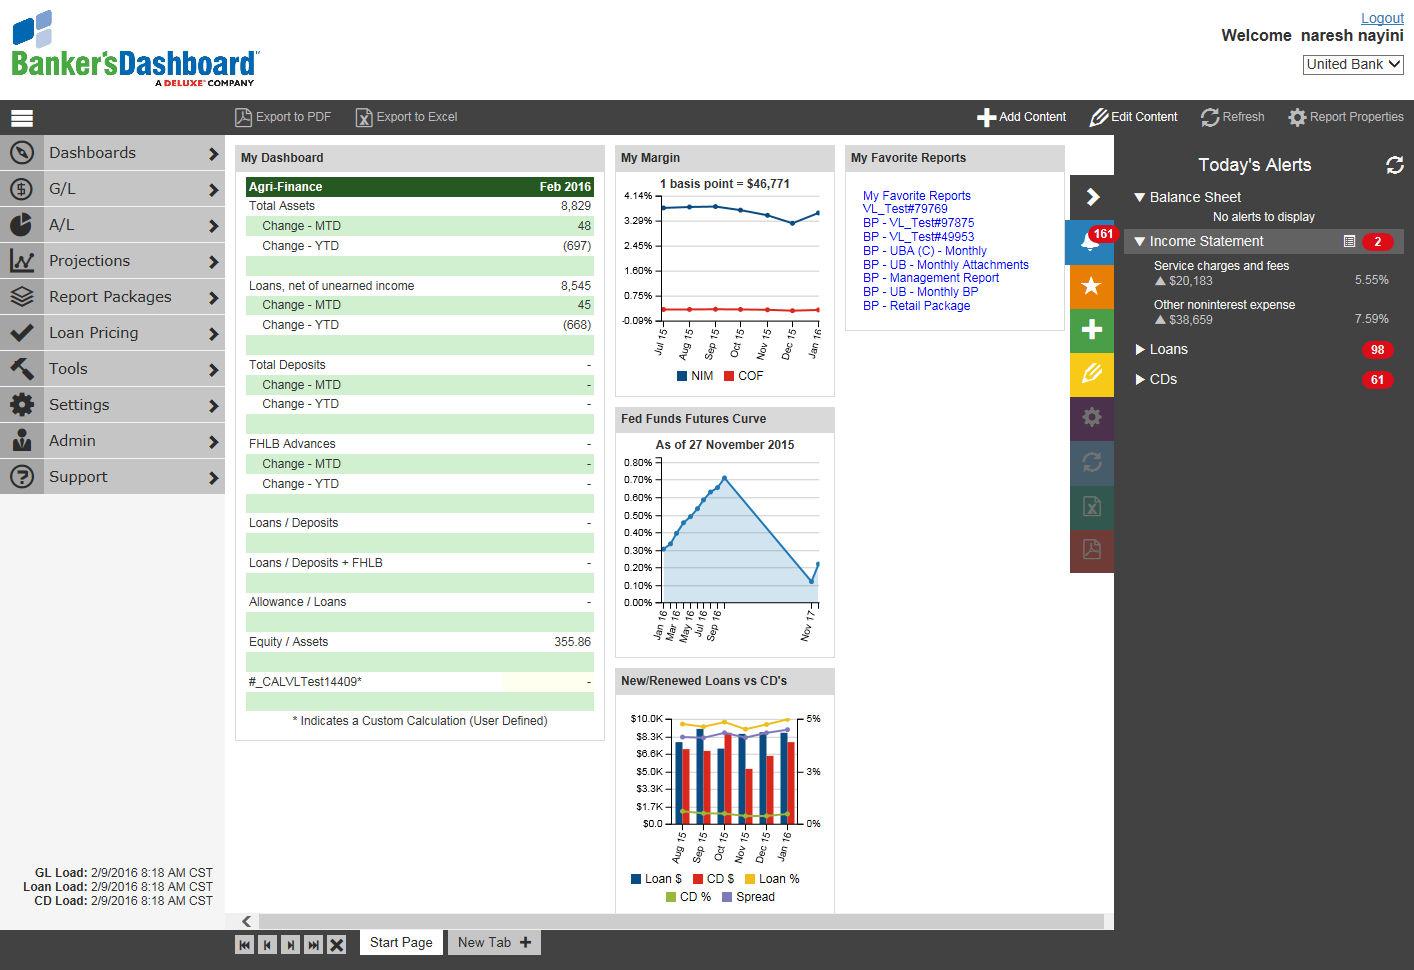 Banker'sDashboard
A DELUXE COMPANY
Logout
Welcome naresh nayini
United Bank
Export to PDF
Export to Excel
Add Content
Edit Content
Refresh
Report Properties
Dashboards
G/L
A/L
Projections
Report Packages
Loan Pricing
Tools
Settings
Admin
Support
GL Load: 2/9/2016 8:18 AM CST
Loan Load: 2/9/2016 8:18 AM CST
CD Load: 2/9/2016 8:18 AM CST
My Dashboard
Agri-Finance Feb 2016
Total Assets 8,829
Change - MTD 48
Change - YTD (697)
Loans, net of unearned income 8,545
Change - MTD 45
Change - YTD (668)
Total Deposits -
Change - MTD -
Change - YTD -
FHLB Advances -
Change - MTD -
Change - YTD -
Loans / Deposits -
Loans / Deposits + FHLB -
Allowance / Loans -
Equity / Assets 355.86
#_CALVLTest14409* -
* Indicates a Custom Calculation (User Defined)
My Margin
1 basis point = $46,771
4.14%
3.29%
2.45%
1.60%
0.75%
-0.09%
Jul 15 Aug 15 Sep 15 Oct 15 Nov 15 Dec 15 Jan 16
NIM COF
Fed Funds Futures Curve
As of 27 November 2015
0.80%
0.70%
0.60%
0.50%
0.40%
0.30%
0.20%
0.10%
0.00%
Jan 16 Mar 16 May 16 Jul 16 Sep 16 Nov 17
New/Renewed Loans vs CD's
$10.0K 5%
$8.3K
$6.6K
$5.0K 3%
$3.3K
$1.7K
$0.0 0%
Aug 15 Sep 15 Oct 15 Nov 15 Dec 15 Jan 16
Loan $ CD $ Loan %
CD % Spread
My Favorite Reports
My Favorite Reports
VL_Test#79769
BP - VL_Test#97875
BP - VL_Test#49953
BP - UBA (C) - Monthly
BP - UB - Monthly Attachments
BP - Management Report
BP - UB - Monthly BP
BP - Retail Package
161
Today's Alerts
Balance Sheet
No alerts to display
Income Statement 2
Service charges and fees
$20,183 5.55%
Other noninterest expense
$38,659 7.59%
Loans 98
CDs 61
Start Page
New Tab